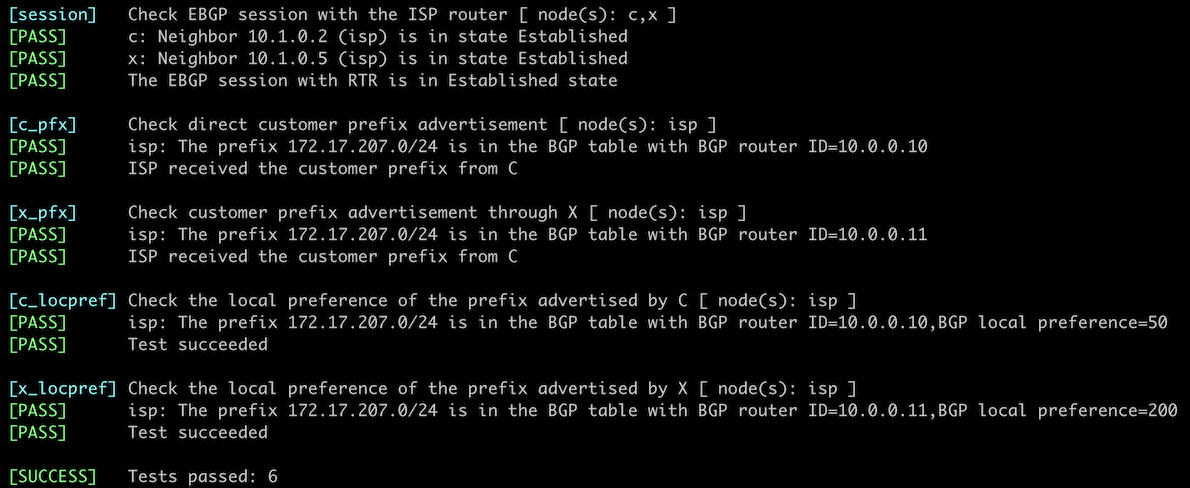 [session] Check EBGP session with the ISP router [ node(s): c,x ]
[PASS] c: Neighbor 10.1.0.2 (isp) is in state Established
[PASS] x: Neighbor 10.1.0.5 (isp) is in state Established
[PASS] The EBGP session with RTR is in Established state
[c_pfx] Check direct customer prefix advertisement [ node(s): isp ]
[PASS] isp: The prefix 172.17.207.0/24 is in the BGP table with BGP router ID=10.0.0.10
[PASS] ISP received the customer prefix from C
[x_pfx] Check customer prefix advertisement through X [ node(s): isp ]
[PASS] isp: The prefix 172.17.207.0/24 is in the BGP table with BGP router ID=10.0.0.11
[PASS] ISP received the customer prefix from C
[c_locpref] Check the local preference of the prefix advertised by C [ node(s): isp ]
[PASS] isp: The prefix 172.17.207.0/24 is in the BGP table with BGP router ID=10.0.0.10,BGP local preference=50
[PASS] Test succeeded
[x_locpref] Check the local preference of the prefix advertised by X [ node(s): isp ]
[PASS] isp: The prefix 172.17.207.0/24 is in the BGP table with BGP router ID=10.0.0.11,BGP local preference=200
[PASS] Test succeeded
[SUCCESS] Tests passed: 6